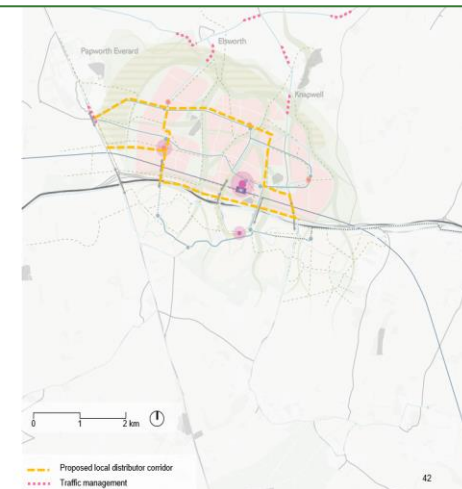 Elsworth
Papworth Everard
Knapwell
0 1 2 km
Proposed local distributor corridor
Traffic management
42